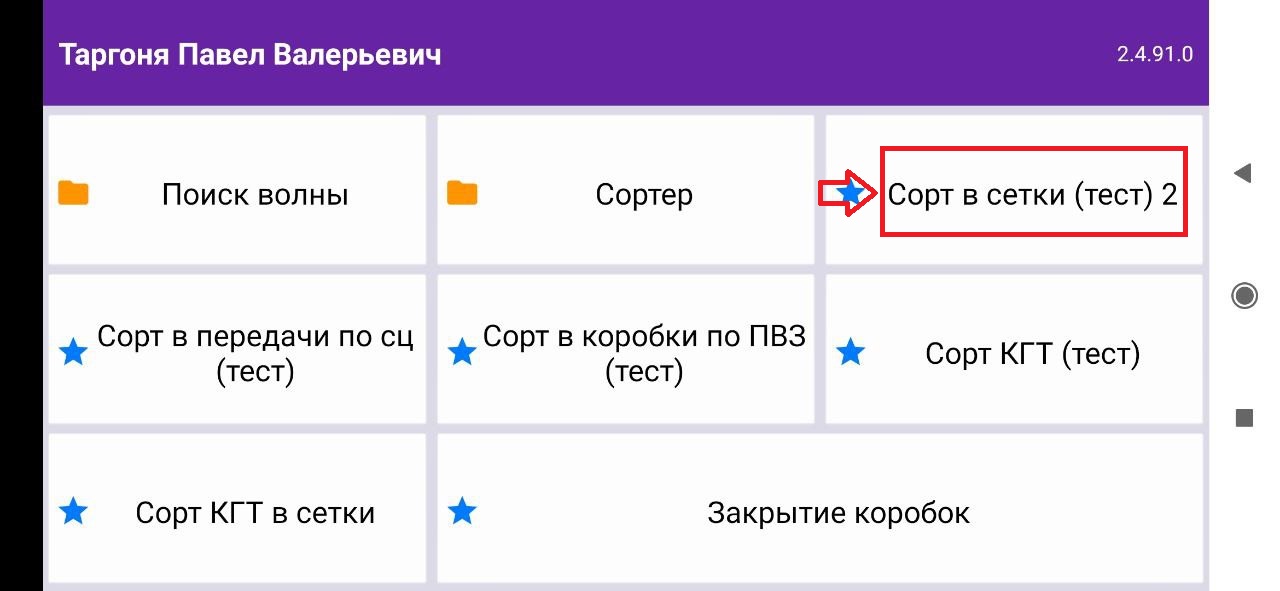 Таргоня Павел Валерьевич
2.4.91.0
Поиск волны
Сортер
Сорт в сетки (тест) 2
Сорт в передачи по сц
(тест)
Сорт в коробки по ПВЗ
(тест)
Сорт КГТ (тест)
Сорт КГТ в сетки
Закрытие коробок